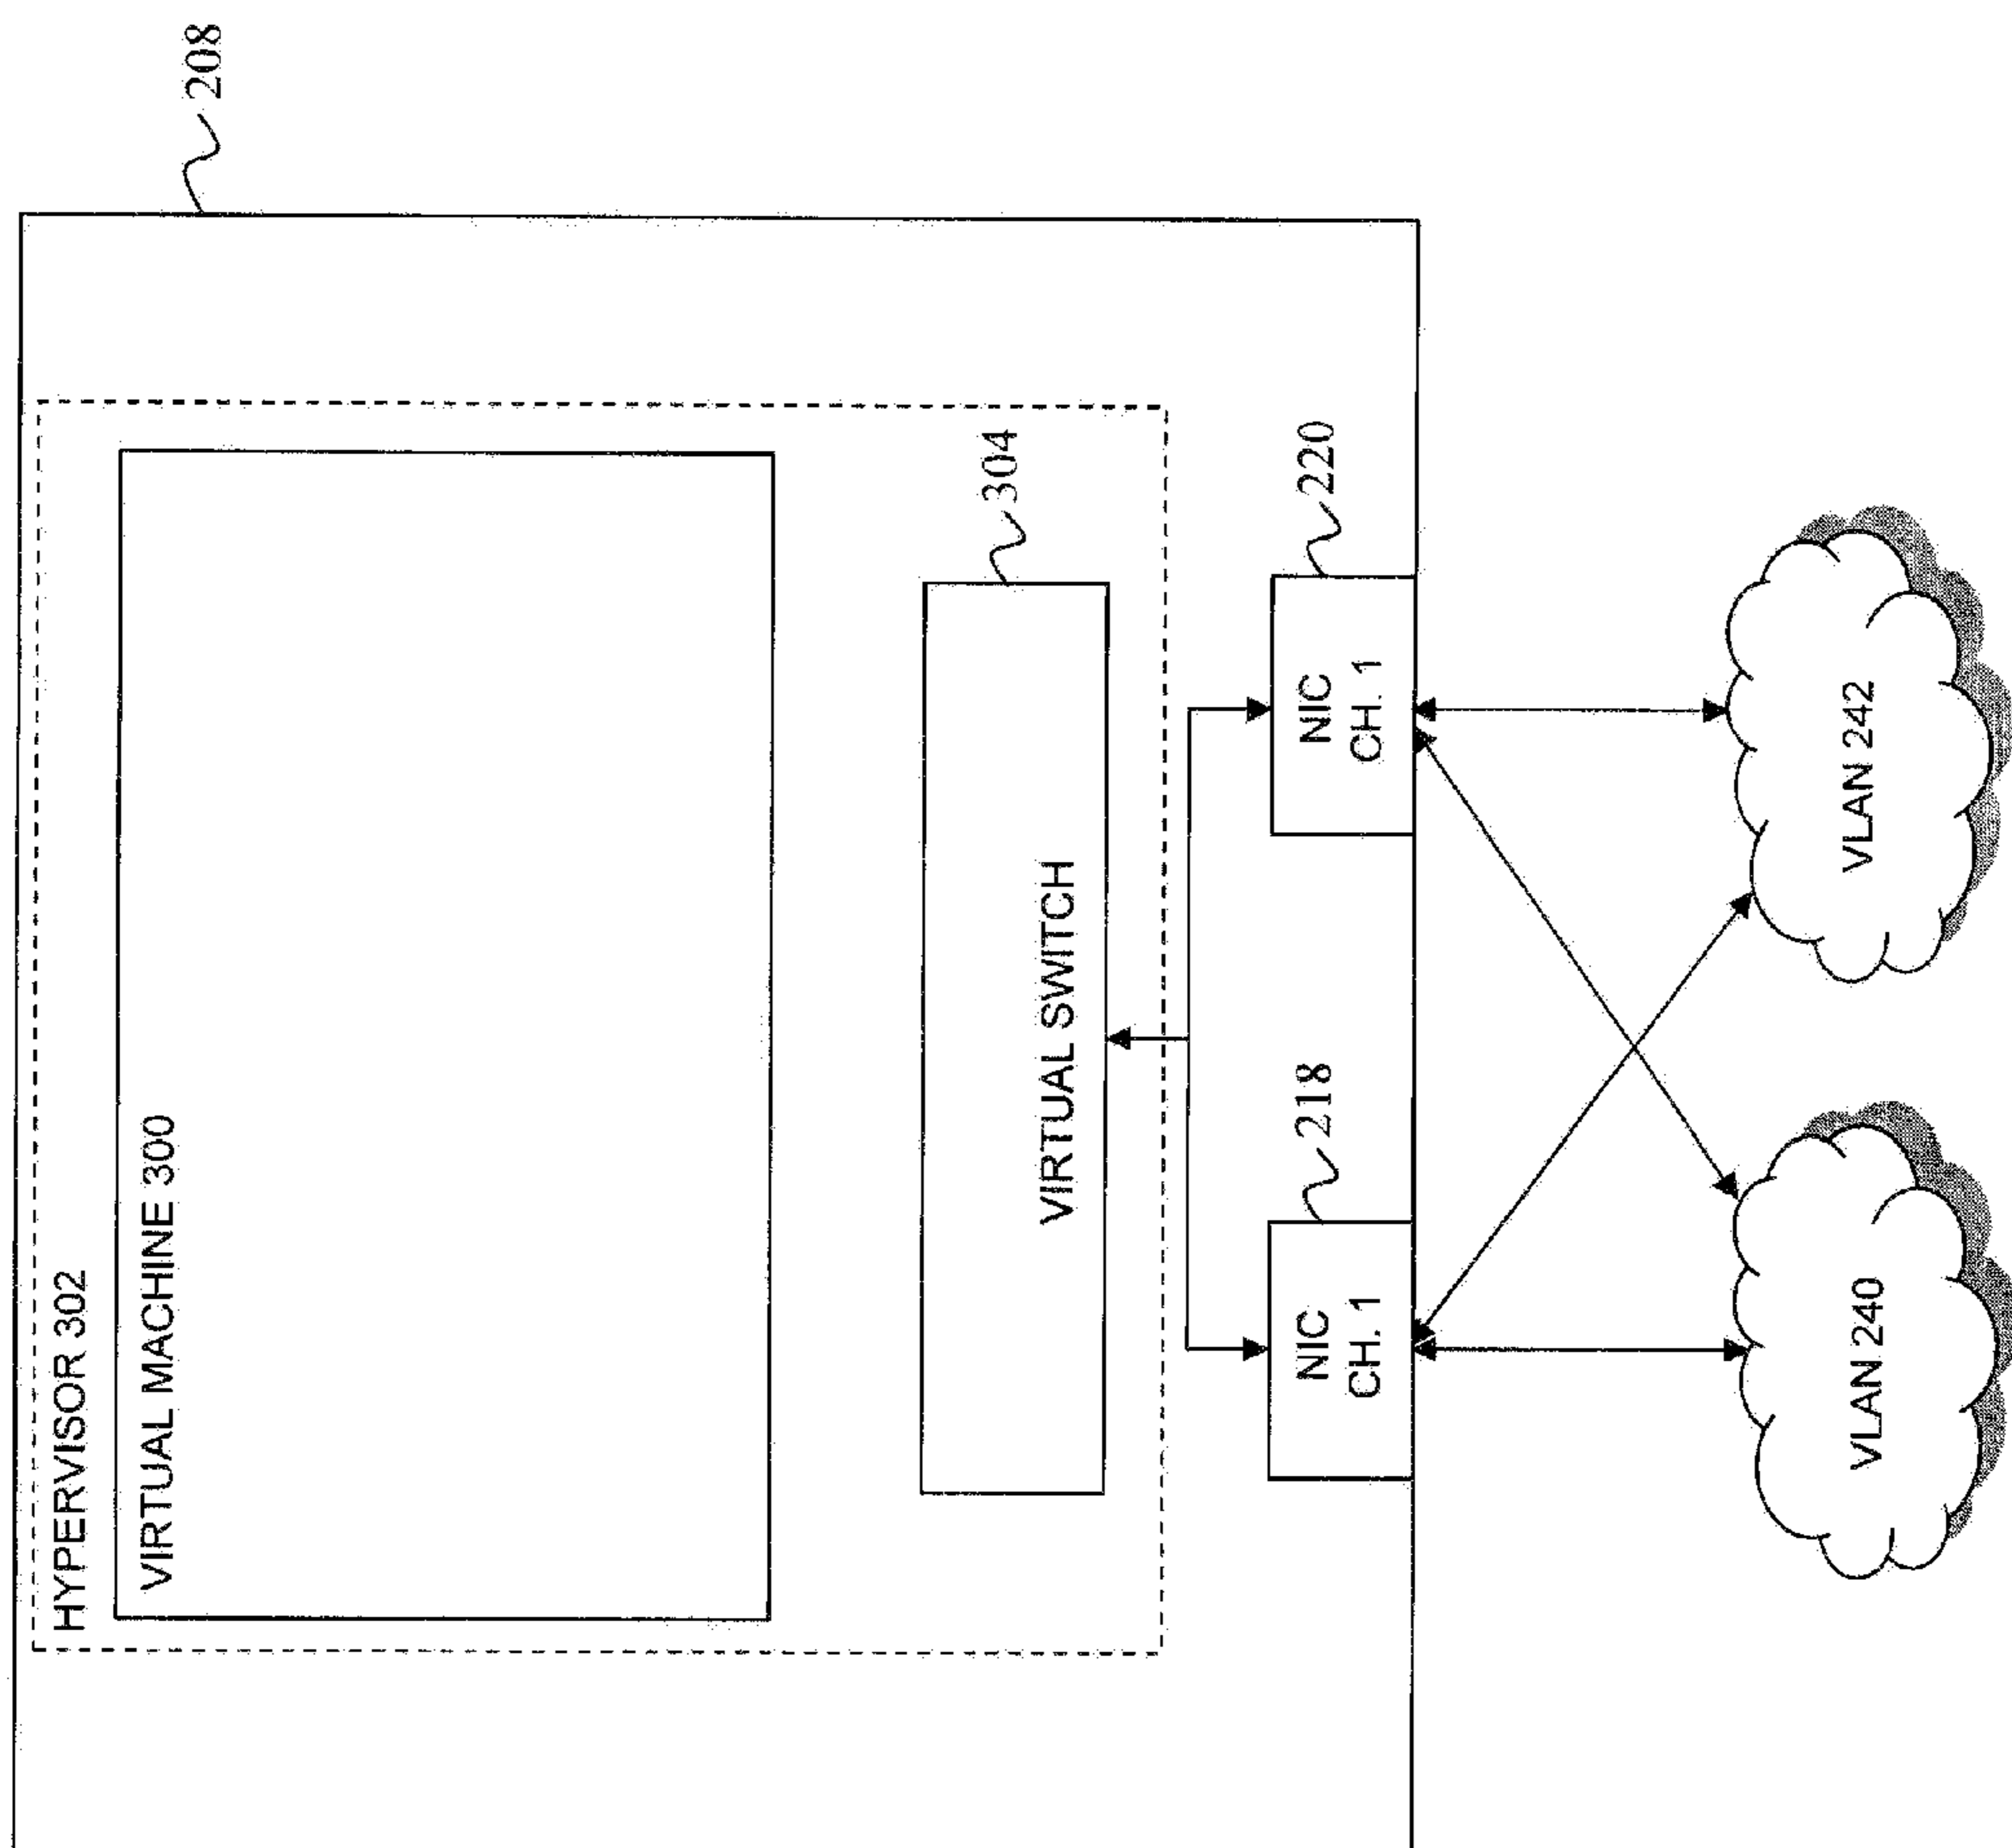 208
HYPERVISOR 302
VIRTUAL MACHINE 300
304
VIRTUAL SWITCH
218
220
NIC
CH. 1
NIC
CH. 1
VLAN 240
VLAN 242